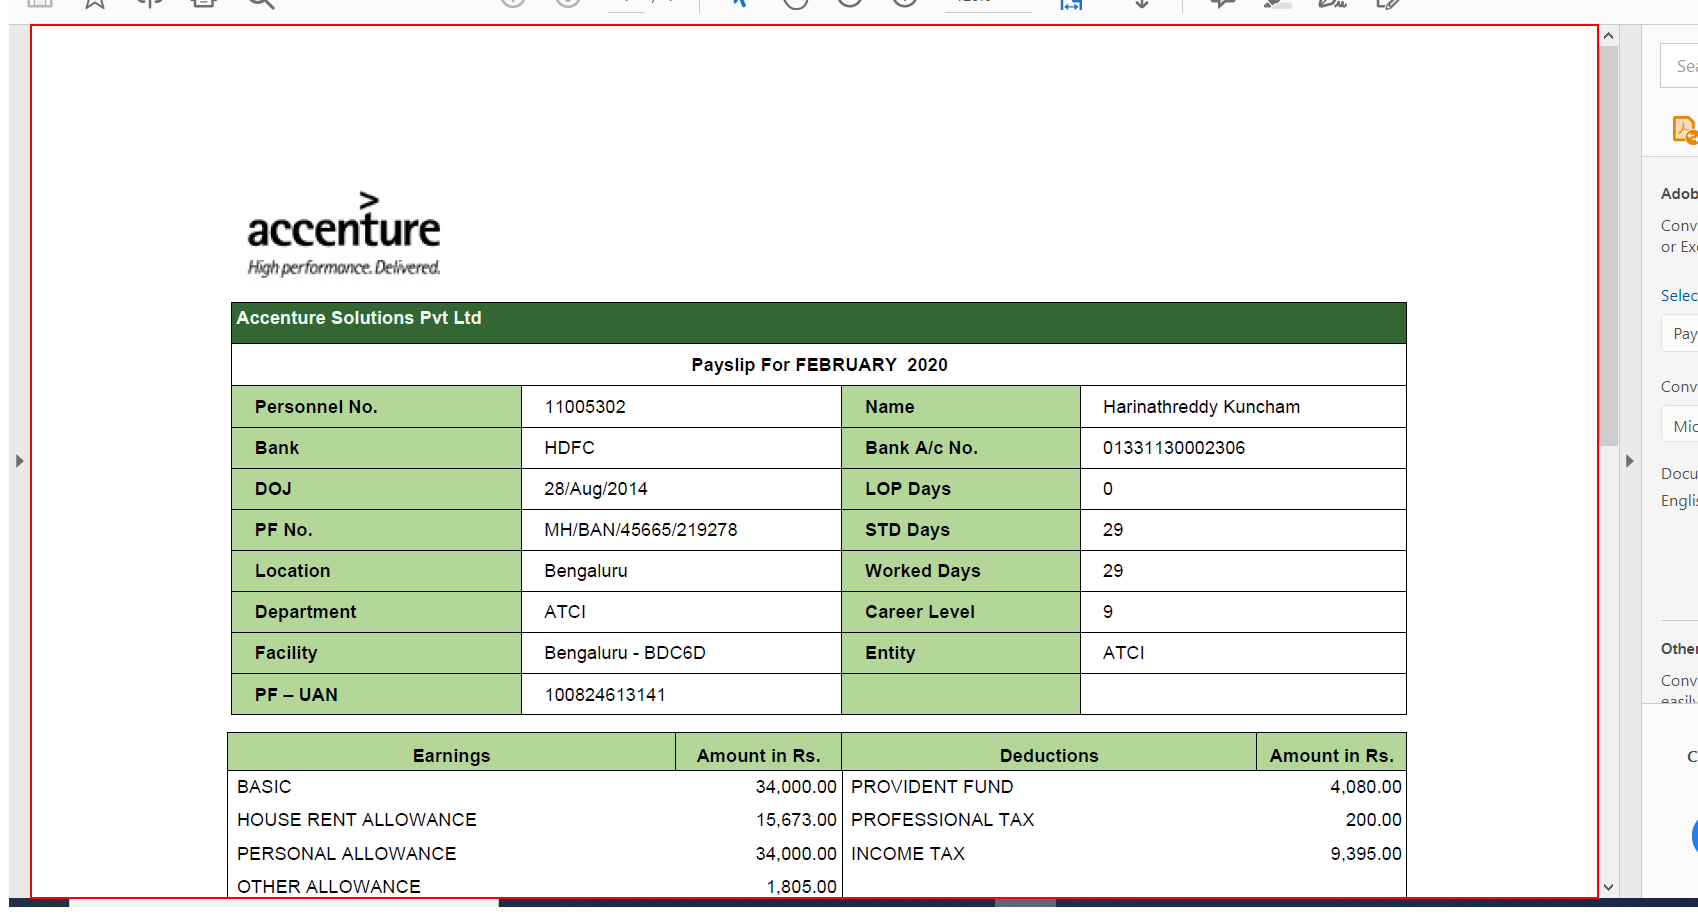 accenture
High performance. Delivered.
Accenture Solutions Pvt Ltd
Payslip For FEBRUARY 2020
Personnel No. 11005302 Name Harinathreddy Kuncham
Bank HDFC Bank A/c No. 01331130002306
DOJ 28/Aug/2014 LOP Days 0
PF No. MH/BAN/45665/219278 STD Days 29
Location Bengaluru Worked Days 29
Department ATCI Career Level 9
Facility Bengaluru - BDC6D Entity ATCI
PF – UAN 100824613141
Earnings Amount in Rs. Deductions Amount in Rs.
BASIC 34,000.00 PROVIDENT FUND 4,080.00
HOUSE RENT ALLOWANCE 15,673.00 PROFESSIONAL TAX 200.00
PERSONAL ALLOWANCE 34,000.00 INCOME TAX 9,395.00
OTHER ALLOWANCE 1,805.00
Sea
Adob
Conv
or Exc
Selec
Pay
Conv
Mic
Docu
Englis
Other
Conv
easily
C